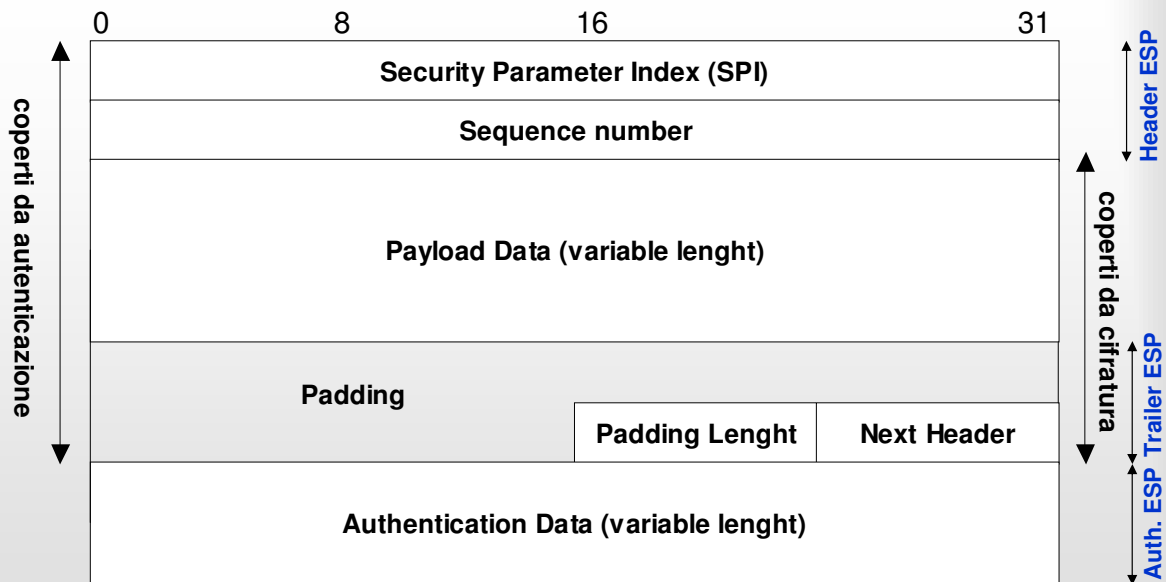 0 8 16 31
Security Parameter Index (SPI)
Sequence number
Payload Data (variable lenght)
Padding
Padding Lenght
Next Header
Authentication Data (variable lenght)
coperti da autenticazione
coperti da cifratura
Header ESP
Trailer ESP
Auth. ESP